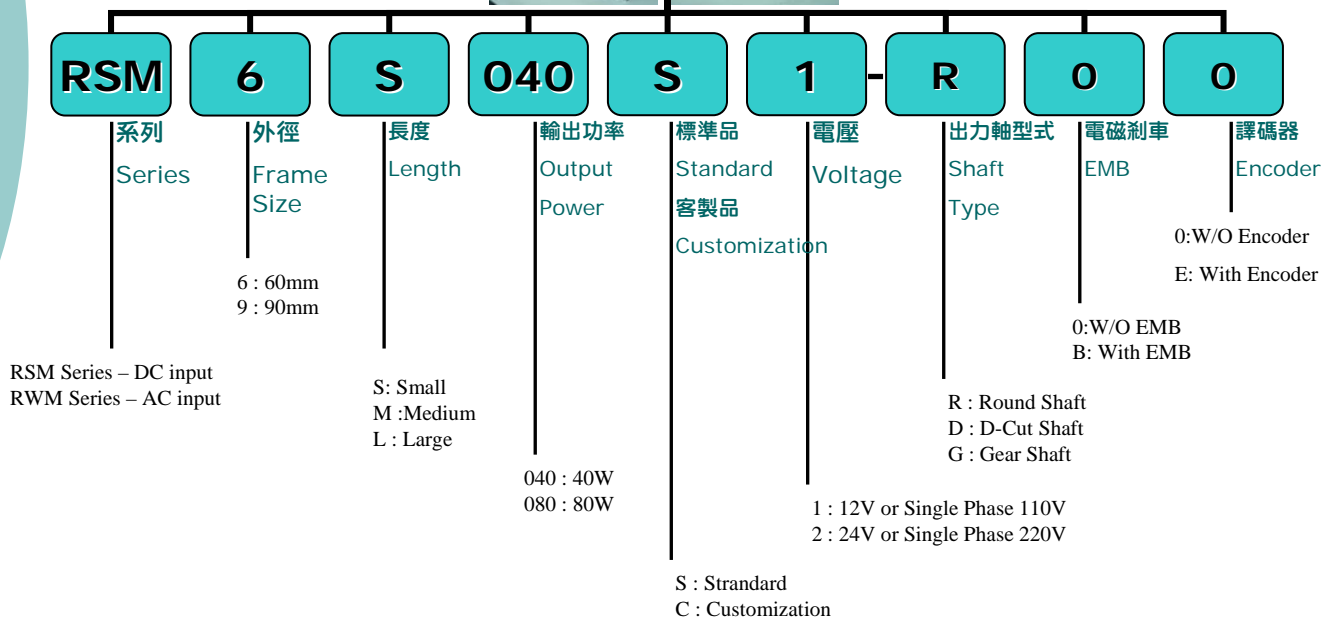 RSM 6 S 040 S 1 - R 0 0
系列
Series
外徑
Frame
Size
長度
Length
輸出功率
Output
Power
標準品
Standard
客製品
Customization
電壓
Voltage
出力軸型式
Shaft
Type
電磁剎車
EMB
譯碼器
Encoder
RSM Series – DC input
RWM Series – AC input
6 : 60mm
9 : 90mm
S: Small
M :Medium
L : Large
040 : 40W
080 : 80W
S : Strandard
C : Customization
1 : 12V or Single Phase 110V
2 : 24V or Single Phase 220V
R : Round Shaft
D : D-Cut Shaft
G : Gear Shaft
0:W/O EMB
B: With EMB
0:W/O Encoder
E: With Encoder